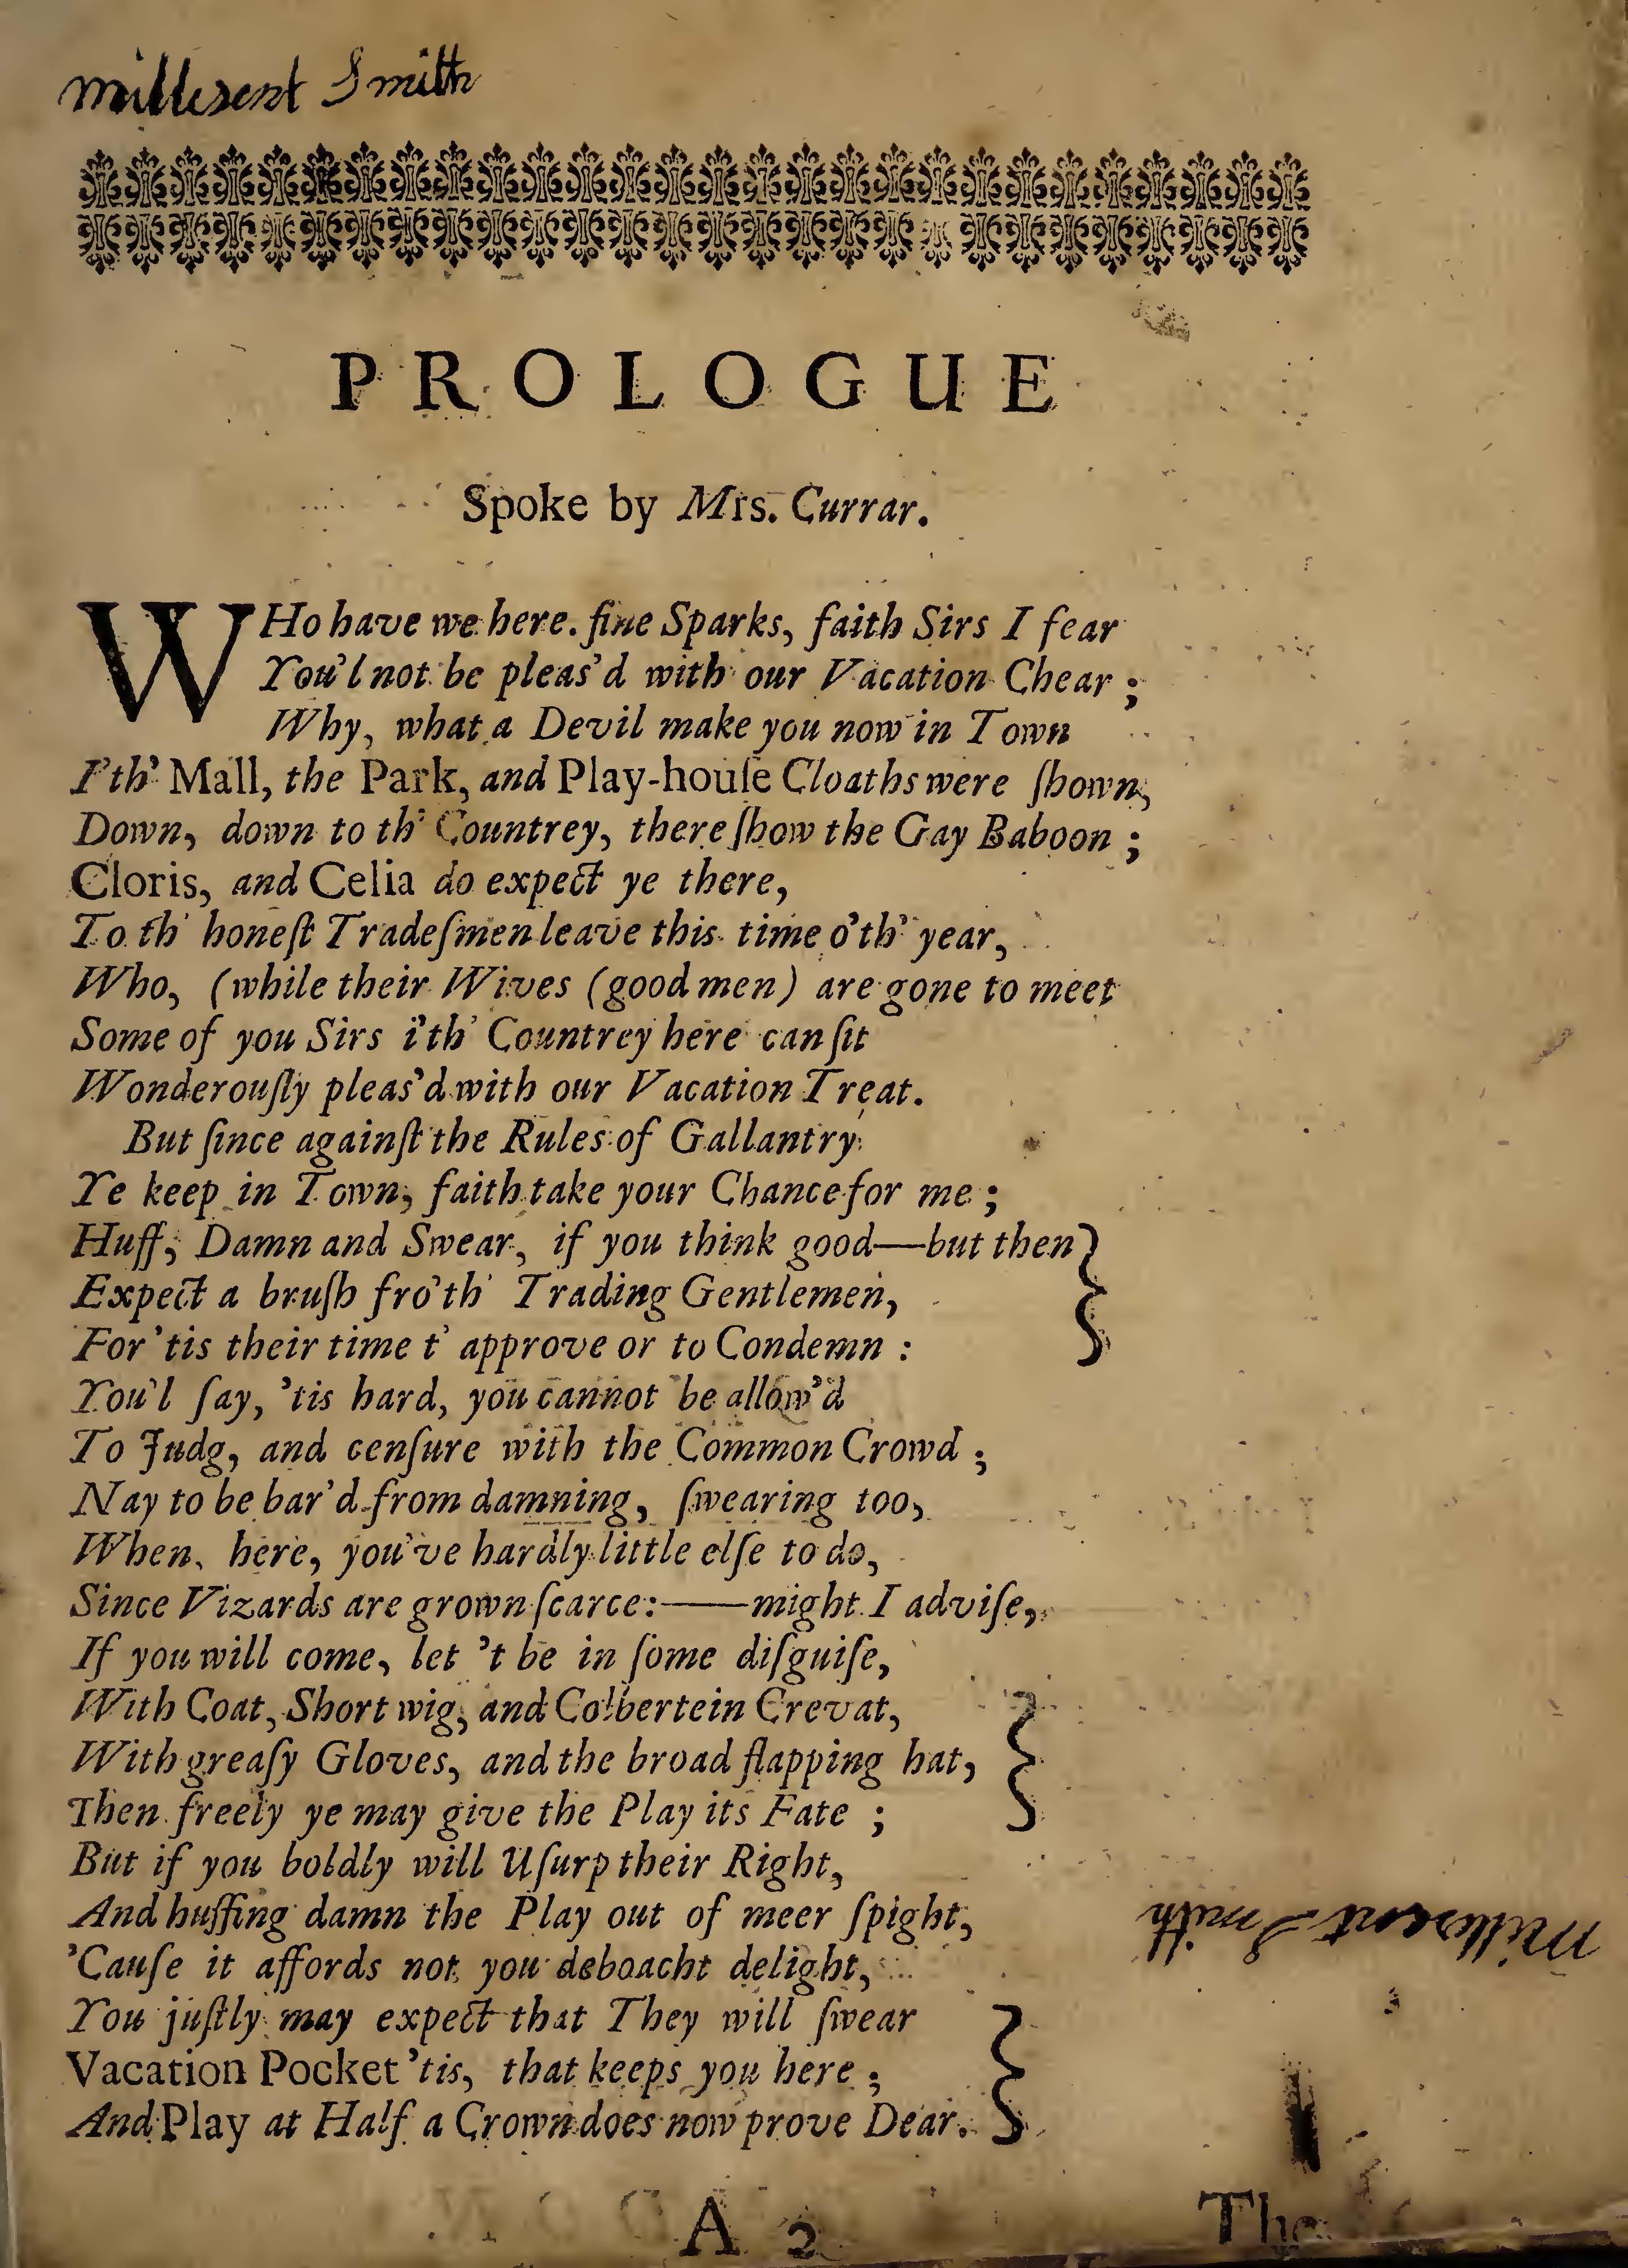 millesent Smith
PROLOGUE
Spoke by Mrs. Currar.
WHo have we here. fine Sparks, faith Sirs I fear
You'l not be pleas'd with our Vacation Chear ;
Why, what a Devil make you now in Town
I'th' Mall, the Park, and Play-houſe Cloaths were ſhown,
Down, down to th' Countrey, there ſhow the Gay Baboon ;
Cloris, and Celia do expect ye there,
To th' honeſt Tradeſmen leave this time o'th' year,
Who, (while their Wives (good men) are gone to meet
Some of you Sirs i'th' Countrey here can ſit
Wonderouſly pleas'd with our Vacation Treat.
But ſince againſt the Rules of Gallantry
Ye keep in Town, faith take your Chance for me ;
Huff, Damn and Swear, if you think good—but then
Expect a bruſh fro'th' Trading Gentlemen,
For 'tis their time t' approve or to Condemn :
You'l ſay, 'tis hard, you cannot be allow'd
To Judg, and cenſure with the Common Crowd ;
Nay to be bar'd from damning, ſwearing too,
When, here, you've hardly little elſe to do,
Since Vizards are grown ſcarce:——might I adviſe,
If you will come, let 't be in ſome diſguiſe,
With Coat, Short wig, and Colbertein Crevat,
With greaſy Gloves, and the broad flapping hat,
Then freely ye may give the Play its Fate ;
But if you boldly will Uſurp their Right,
And huffing damn the Play out of meer ſpight,
'Cauſe it affords not you deboacht delight,
You juſtly may expect that They will ſwear
Vacation Pocket 'tis, that keeps you here ;
And Play at Half a Crown does now prove Dear.
Millesent Smith
A 2
The